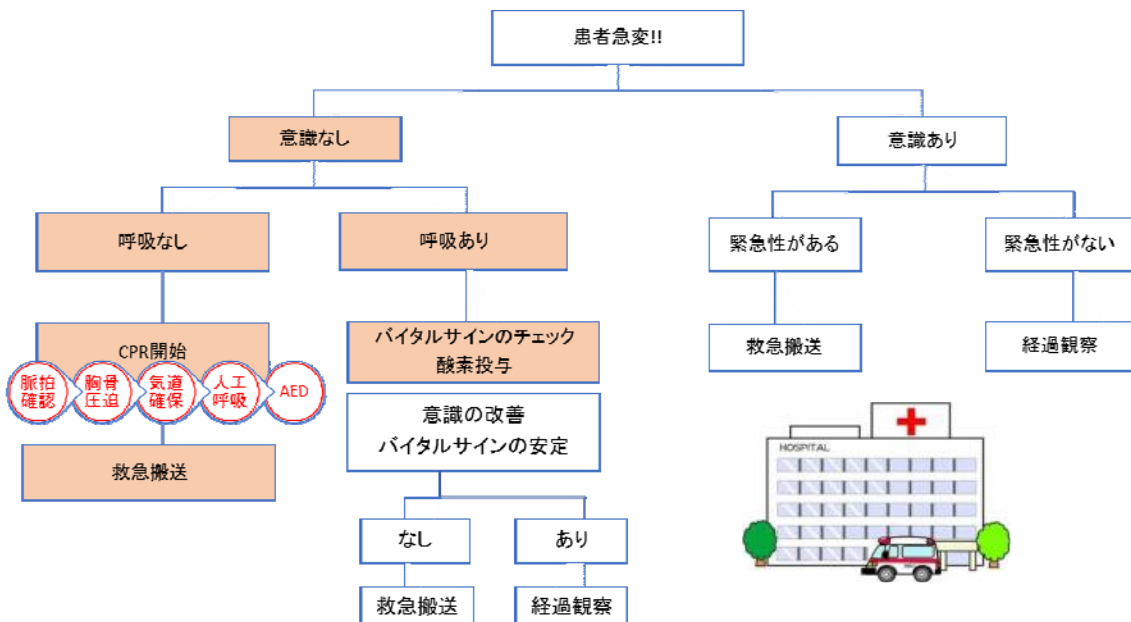 患者急変!!
意識なし
意識あり
呼吸なし
呼吸あり
緊急性がある
緊急性がない
CPR開始
バイタルサインのチェック
酸素投与
救急搬送
経過観察
脈拍
確認
胸骨
圧迫
気道
確保
人工
呼吸
AED
意識の改善
バイタルサインの安定
救急搬送
なし
あり
救急搬送
経過観察
HOSPITAL